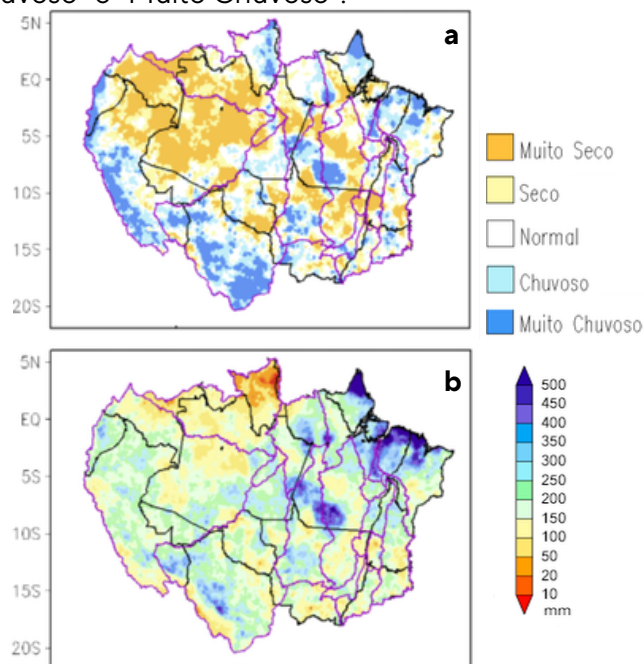 uvoso" e "Muito Chuvoso".
a
5N
EQ
5S
10S
15S
20S
Muito Seco
Seco
Normal
Chuvoso
Muito Chuvoso
b
5N
EQ
5S
10S
15S
20S
500
450
400
350
300
250
200
150
100
50
20
10
mm